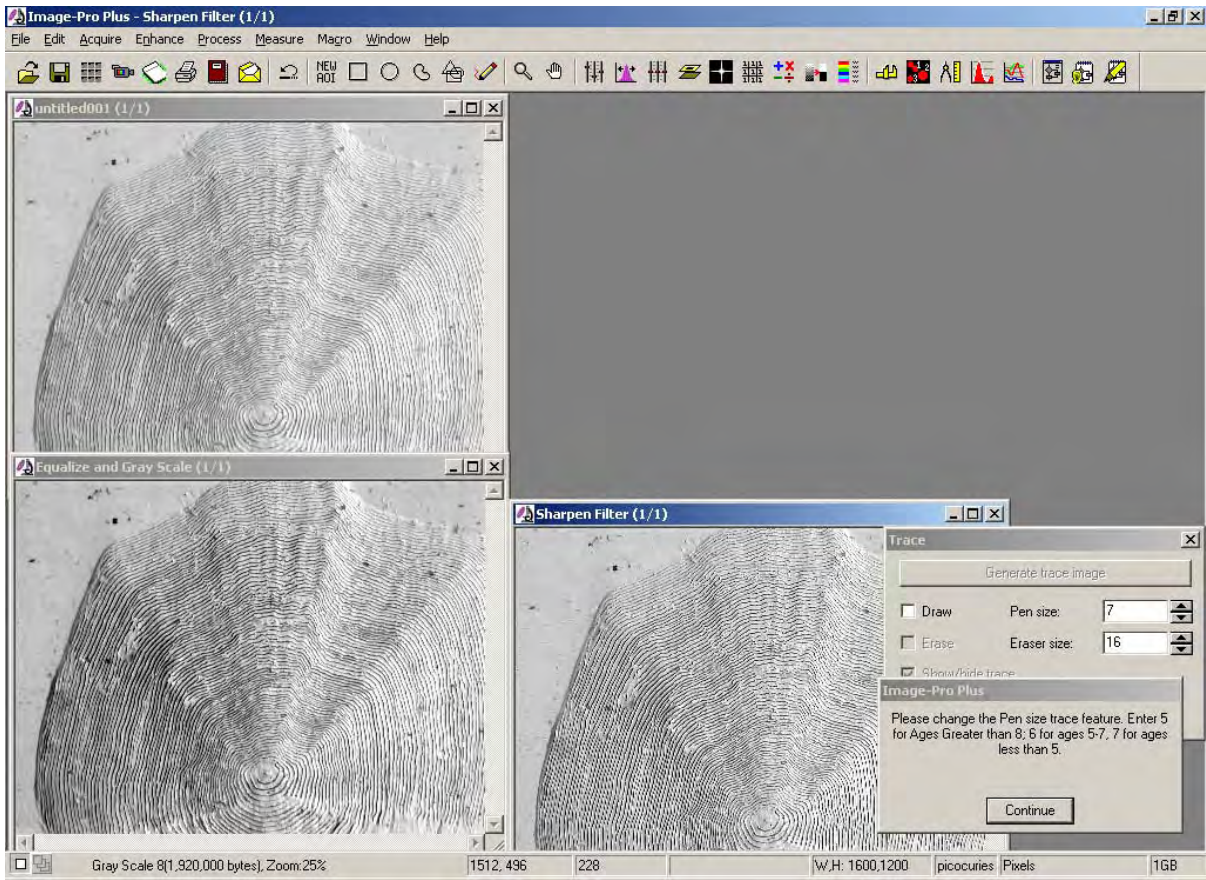 Image-Pro Plus - Sharpen Filter (1/1)
File Edit Acquire Enhance Process Measure Macro Window Help
NEW AOI
untitled001 (1/1)
Equalize and Gray Scale (1/1)
Sharpen Filter (1/1)
Trace
Generate trace image
Draw Pen size: 7
Erase Eraser size: 16
Show/hide trace
Image-Pro Plus
Please change the Pen size trace feature. Enter 5
for Ages Greater than 8; 6 for ages 5-7, 7 for ages
less than 5.
Continue
Gray Scale 8(1,920,000 bytes), Zoom:25% 1512, 496 228 W,H: 1600,1200 picocuries Pixels 1GB